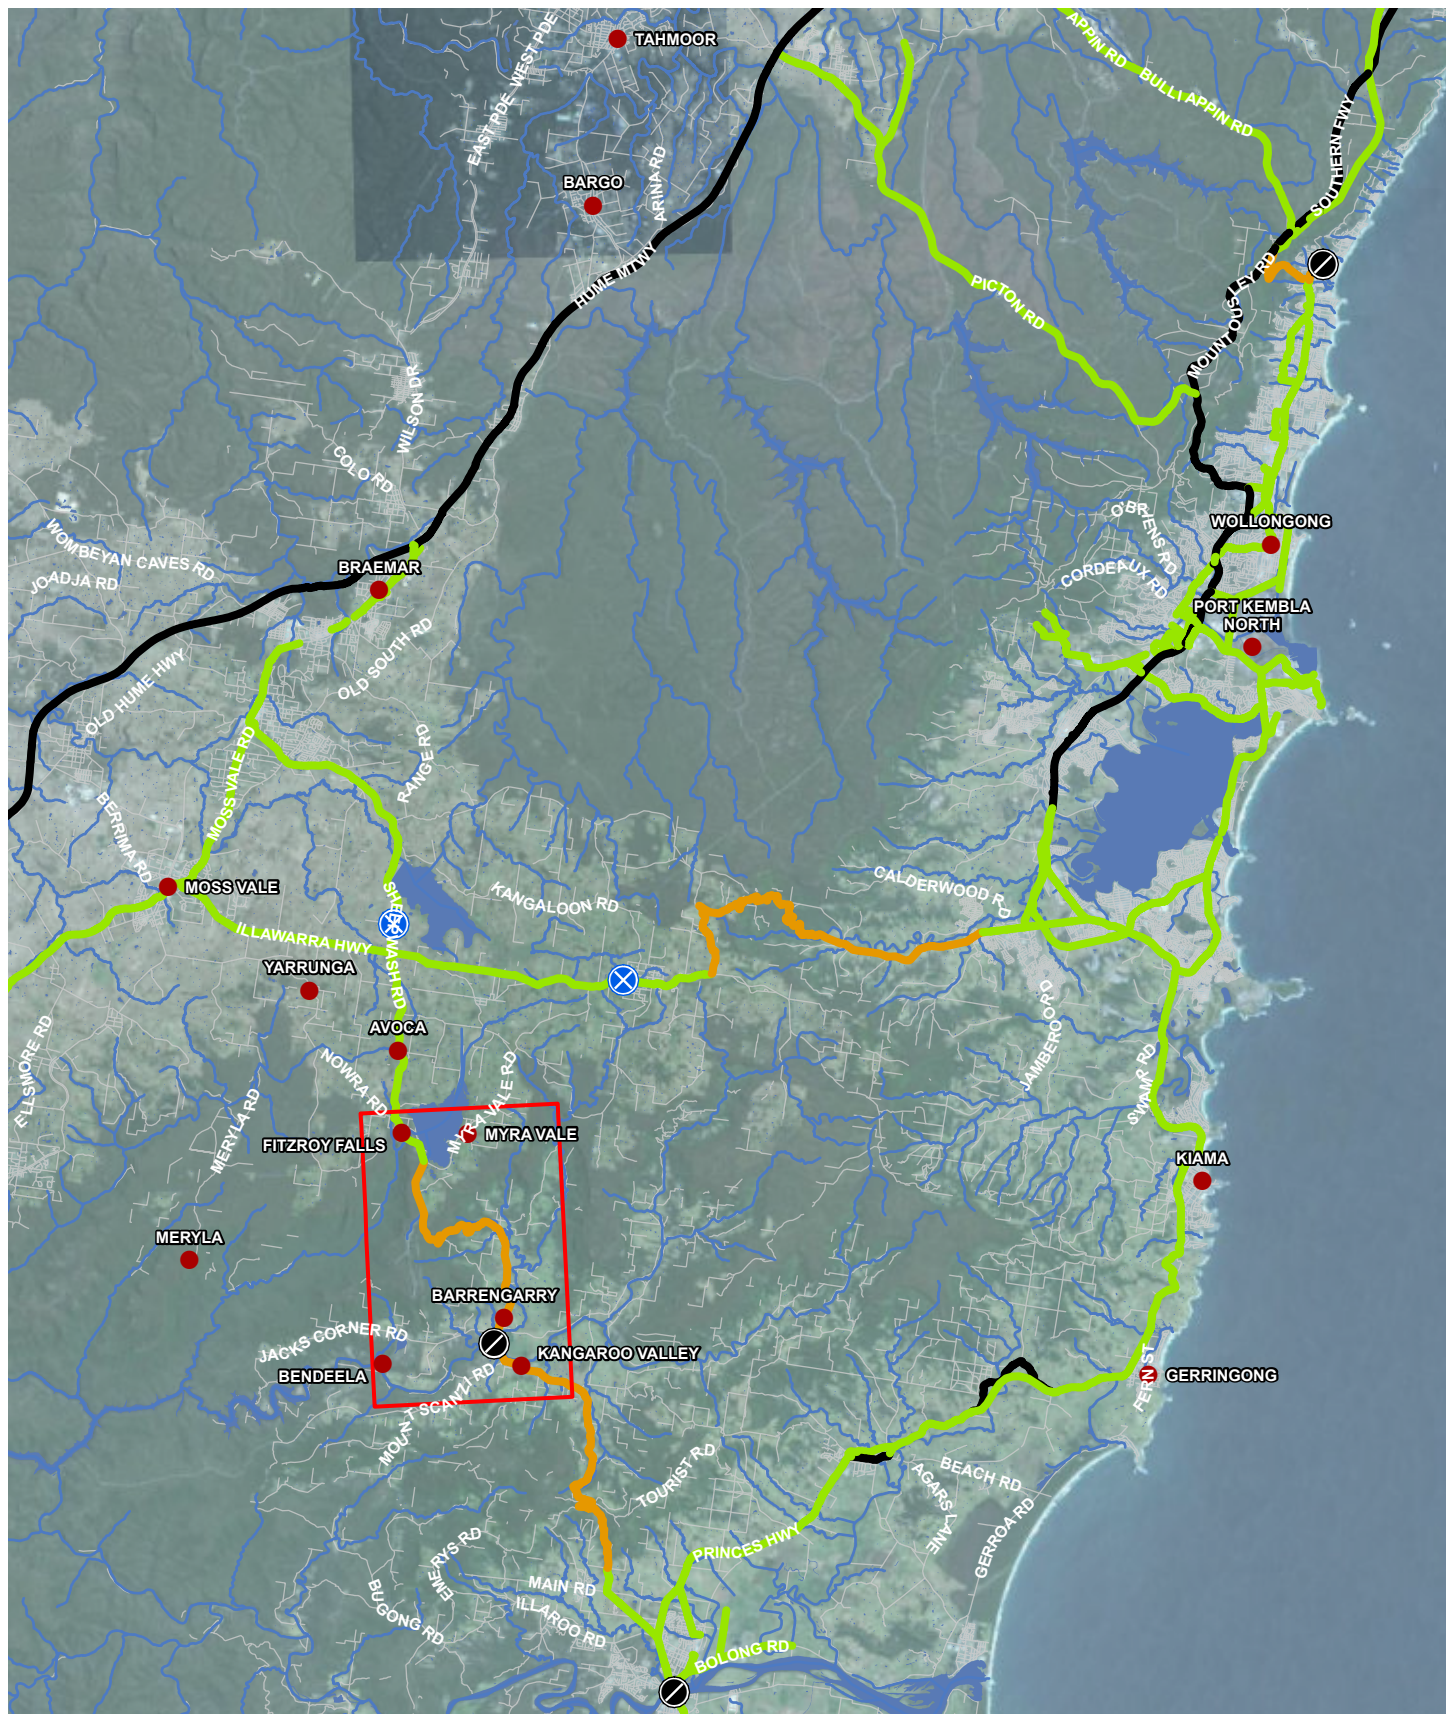 TAHMOOR
APPIN RD
BULLI APPIN RD
WEST PDE
EAST PDE
SOUTHERN FWY
BARGO
ARINA RD
HUME MTWY
PICTON RD
MOUNT OUSLEY RD
WILSON DR
COLO RD
WOMBEYAN CAVES RD
JOADJA RD
BRAEMAR
O'BRIENS RD
WOLLONGONG
CORDEAUX RD
PORT KEMBLA
NORTH
OLD SOUTH RD
OLD HUME HWY
MOSS VALE RD
RANGE RD
BERRIMA RD
MOSS VALE
SHEEPWASH RD
KANGALOON RD
CALDERWOOD RD
ILLAWARRA HWY
YARRUNGA
AVOCA
ELLSMORE RD
NOWRA RD
MERYLA RD
MYRA VALE RD
JAMBEROO RD
SWAMP RD
FITZROY FALLS
MYRA VALE
KIAMA
MERYLA
BARRENGARRY
JACKS CORNER RD
KANGAROO VALLEY
BENDEELA
MOUNT SCANZI RD
FERN ST
GERRINGONG
TOURIST RD
BEACH RD
AGARS LANE
GERROA RD
PRINCES HWY
EMERYS RD
MAIN RD
BUGONG RD
ILLAROO RD
BOLONG RD